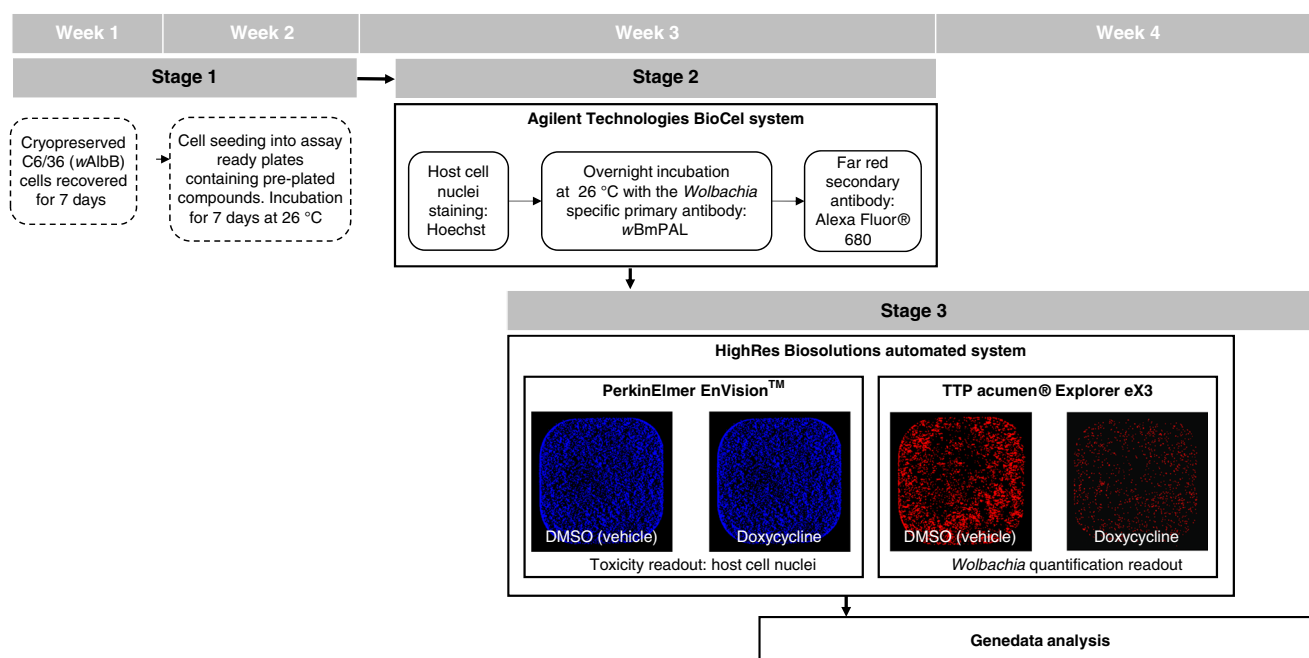 Week 1
Week 2
Week 3
Week 4
Stage 1
Stage 2
Cryopreserved
C6/36 (wAlbB)
cells recovered
for 7 days
Cell seeding into assay
ready plates
containing pre-plated
compounds. Incubation
for 7 days at 26 °C
Agilent Technologies BioCel system
Host cell
nuclei
staining:
Hoechst
Overnight incubation
at 26 °C with the Wolbachia
specific primary antibody:
wBmPAL
Far red
secondary
antibody:
Alexa Fluor®
680
Stage 3
HighRes Biosolutions automated system
PerkinElmer EnVision™
DMSO (vehicle)
Doxycycline
Toxicity readout: host cell nuclei
TTP acumen® Explorer eX3
DMSO (vehicle)
Doxycycline
Wolbachia quantification readout
Genedata analysis